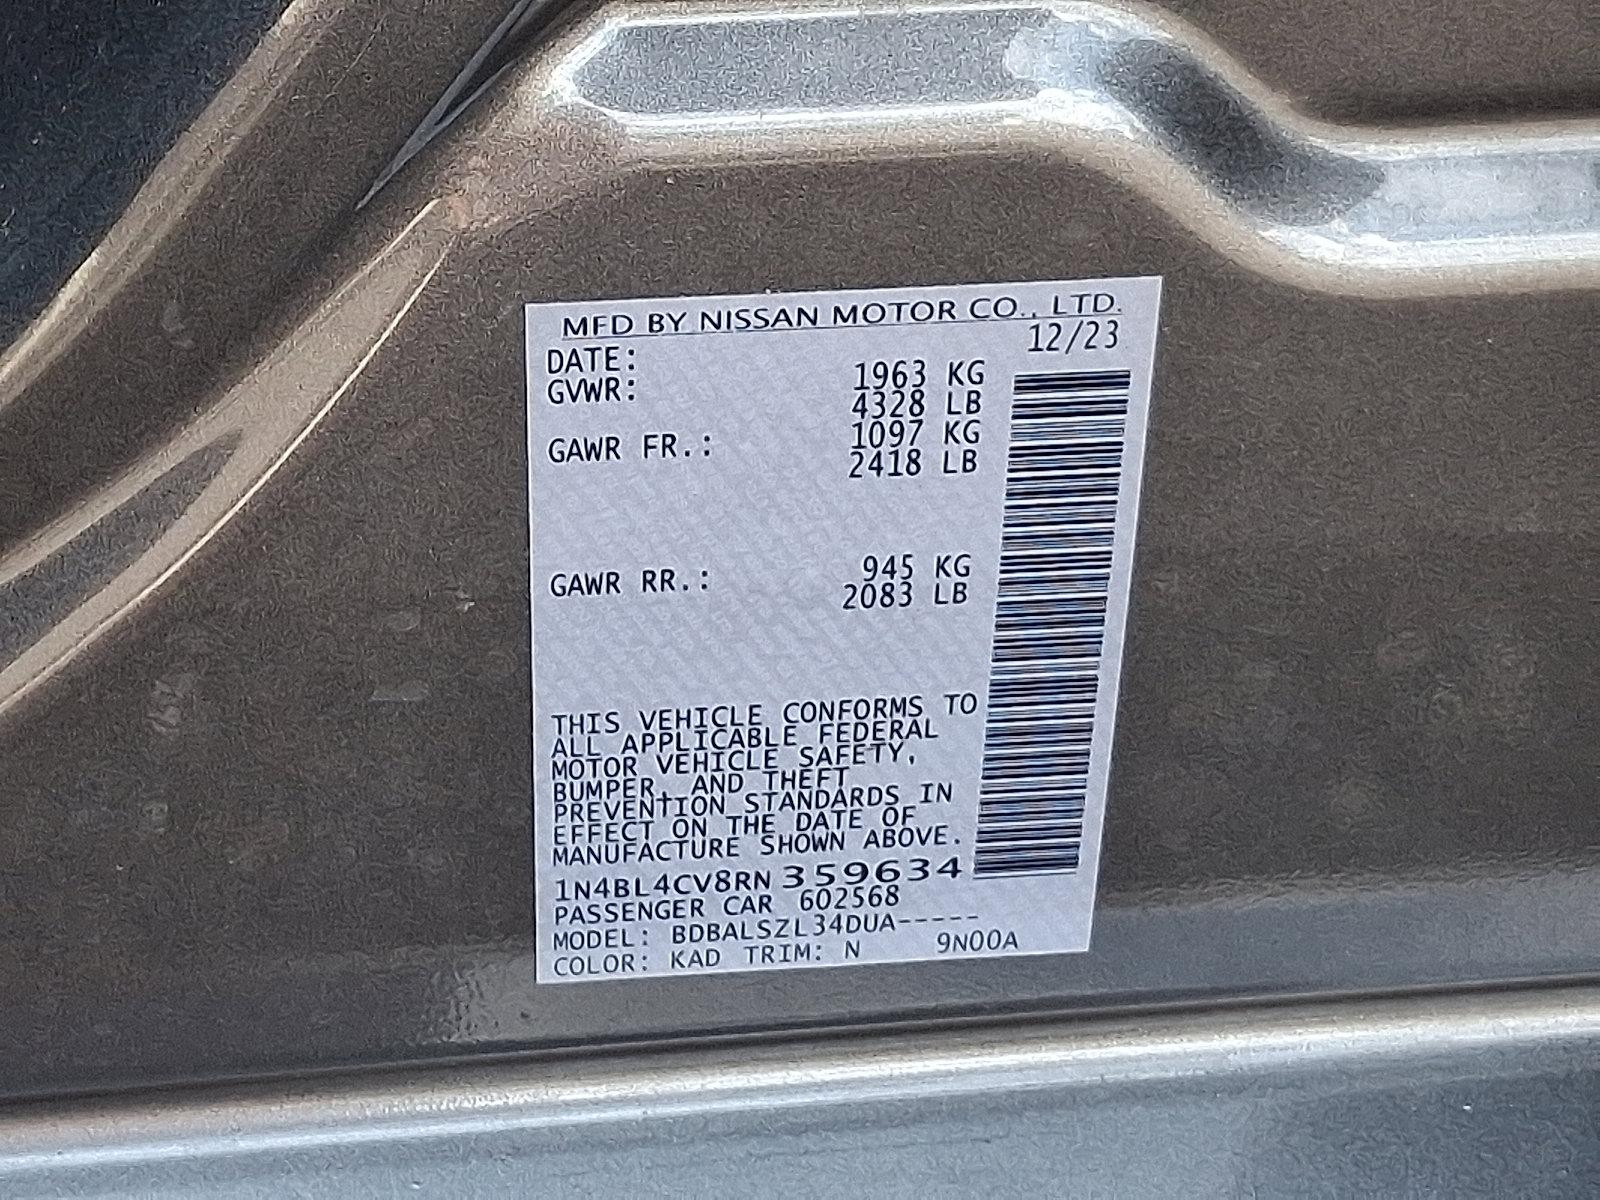 MFD BY NISSAN MOTOR CO., LTD.
DATE: 12/23
GVWR: 1963 KG
4328 LB
GAWR FR.: 1097 KG
2418 LB
GAWR RR.: 945 KG
2083 LB
THIS VEHICLE CONFORMS TO
ALL APPLICABLE FEDERAL
MOTOR VEHICLE SAFETY,
BUMPER, AND THEFT
PREVENTION STANDARDS IN
EFFECT ON THE DATE OF
MANUFACTURE SHOWN ABOVE.
1N4BL4CV8RN359634
PASSENGER CAR 602568
MODEL: BDBALSZL34DUA-----
COLOR: KAD TRIM: N 9N00A